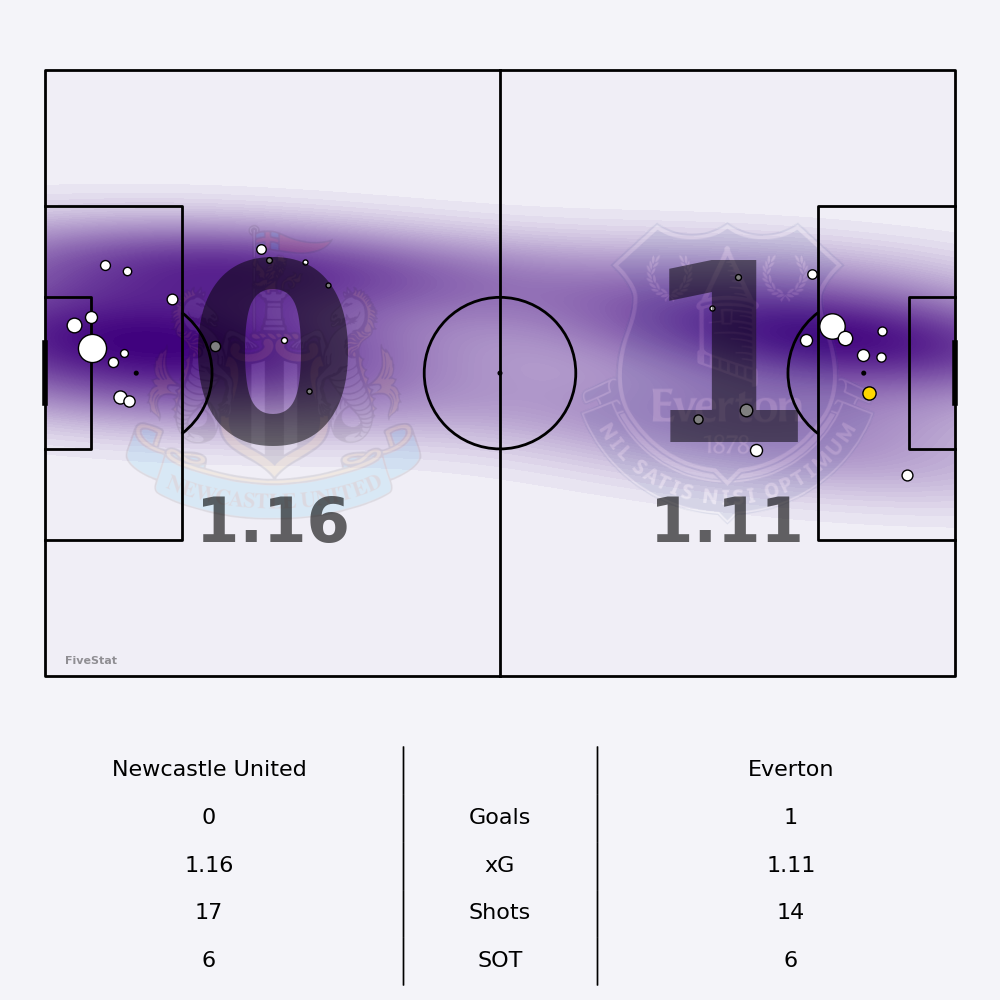 0 1
Everton
1878
NEWCASTLE UNITED
NIL SATIS NISI OPTIMUM
1.16 1.11
FiveStat
Newcastle United Everton
0 Goals 1
1.16 xG 1.11
17 Shots 14
6 SOT 6